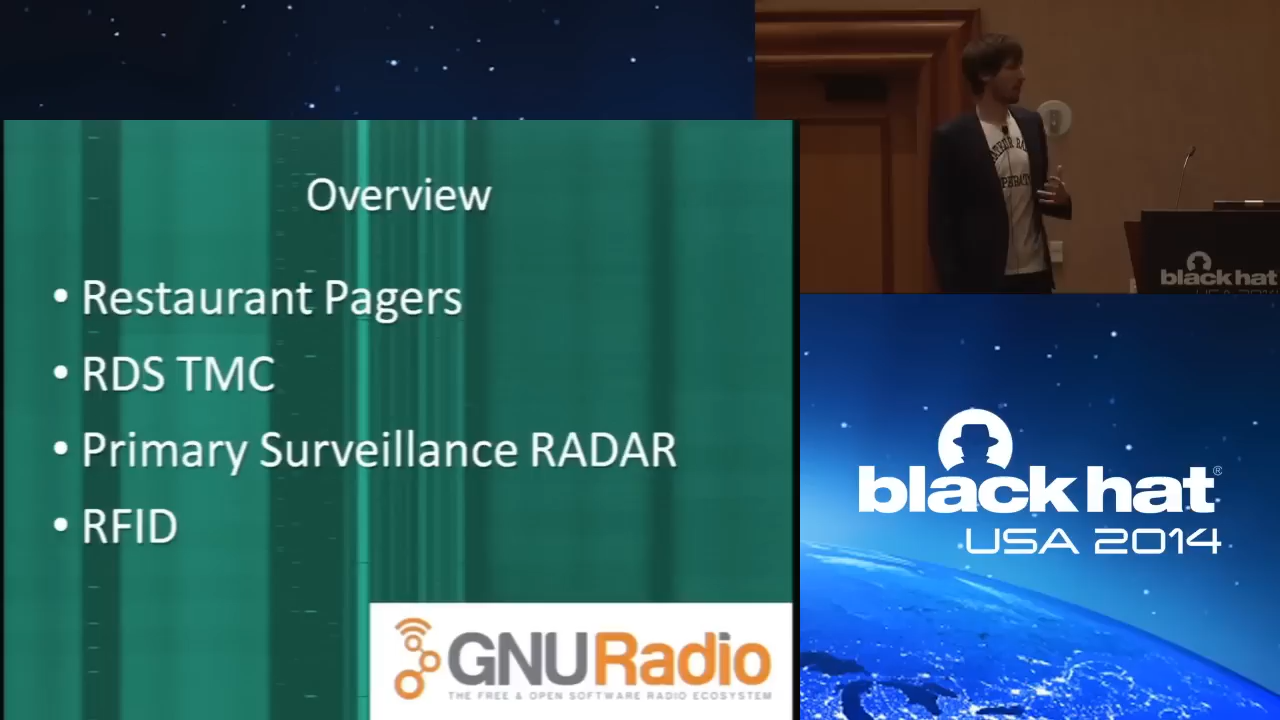 Overview
• Restaurant Pagers
• RDS TMC
• Primary Surveillance RADAR
• RFID
GNURadio
THE FREE & OPEN SOFTWARE RADIO ECOSYSTEM
black hat
black hat®
USA 2014